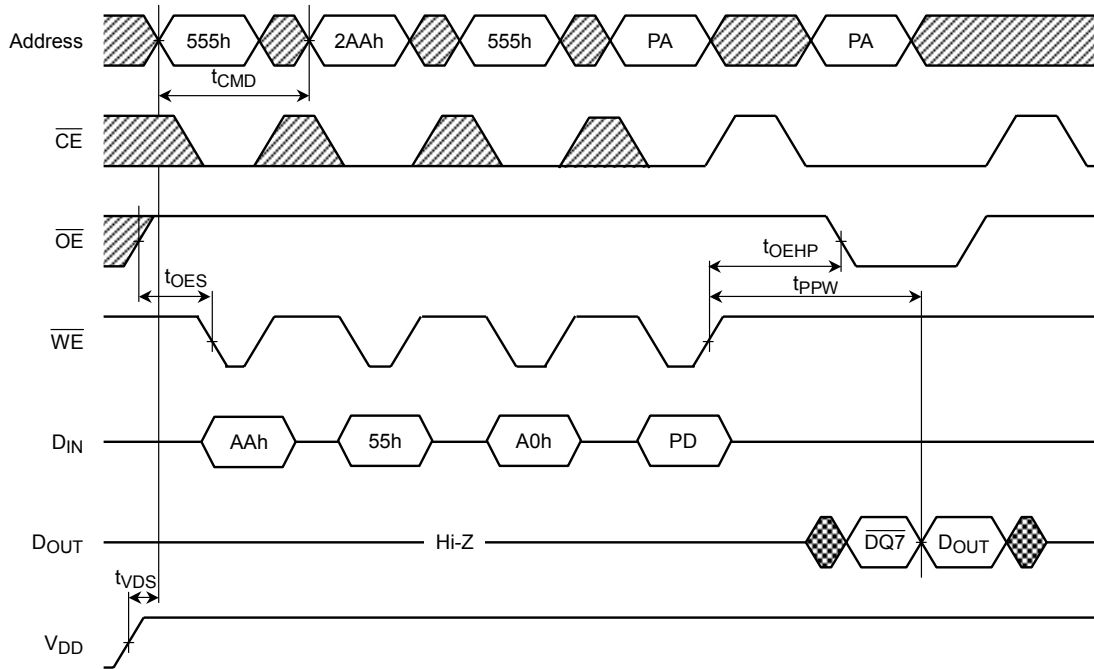 Address 555h 2AAh 555h PA PA
tCMD
CE
OE
tOEHP
tOES
tPPW
WE
DIN AAh 55h A0h PD
DOUT Hi-Z DQ7 DOUT
tVDS
VDD